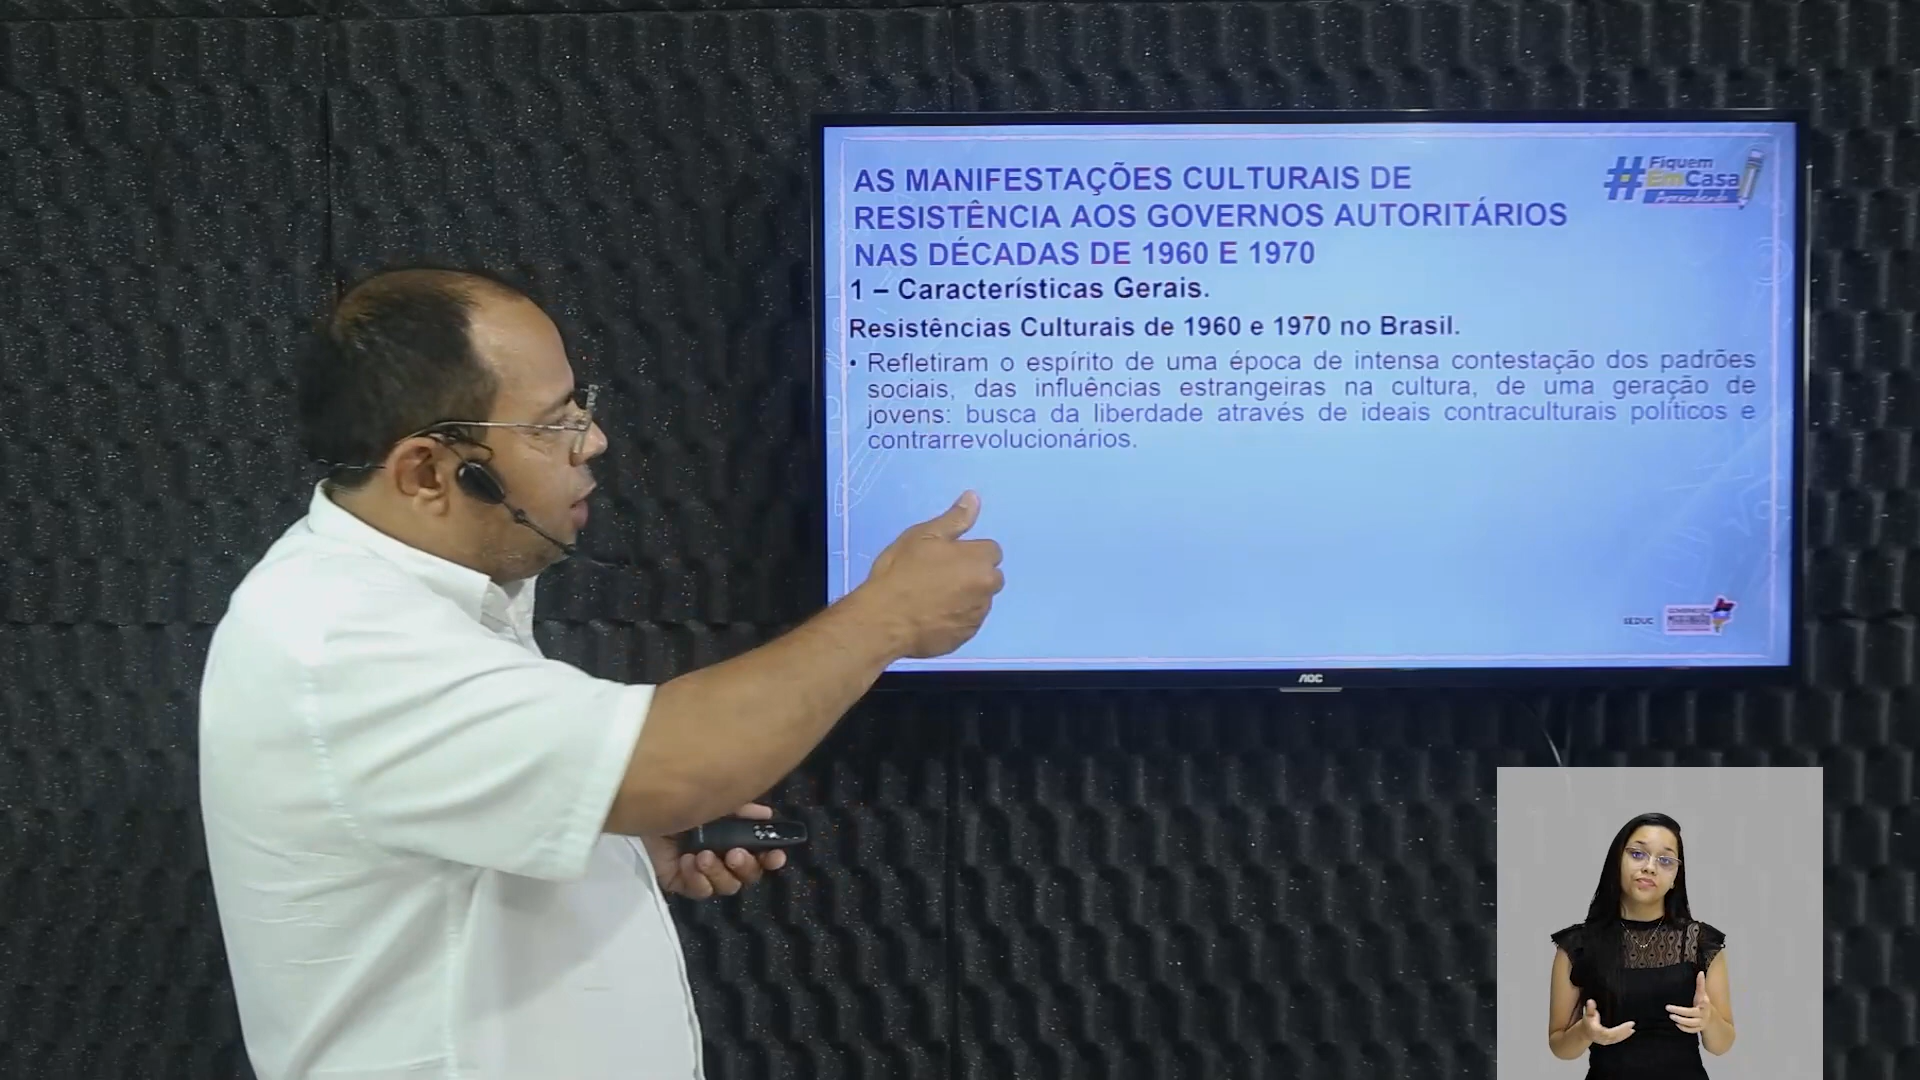 AS MANIFESTAÇÕES CULTURAIS DE
RESISTÊNCIA AOS GOVERNOS AUTORITÁRIOS
NAS DÉCADAS DE 1960 E 1970
#Fiquem
EmCasa
Aprendendo
1 – Características Gerais.
Resistências Culturais de 1960 e 1970 no Brasil.
• Refletiram o espírito de uma época de intensa contestação dos padrões
sociais, das influências estrangeiras na cultura, de uma geração de
jovens: busca da liberdade através de ideais contraculturais políticos e
contrarrevolucionários.
SEDUC
AOC